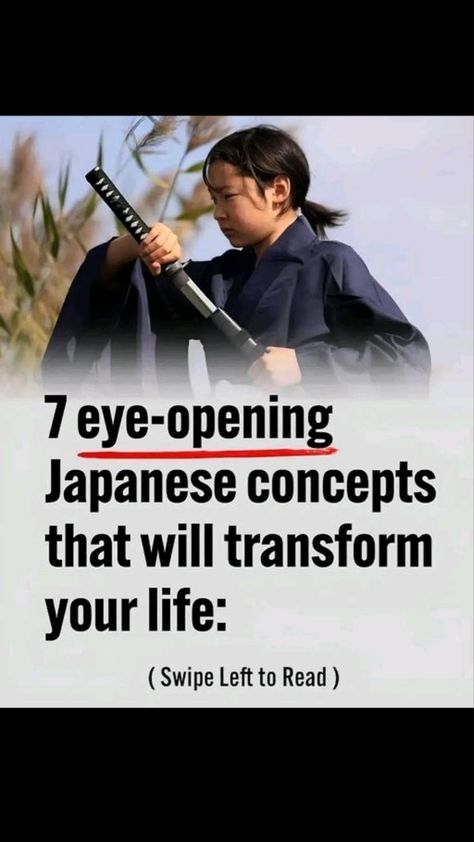 7 eye-opening
Japanese concepts
that will transform
your life:
( Swipe Left to Read )